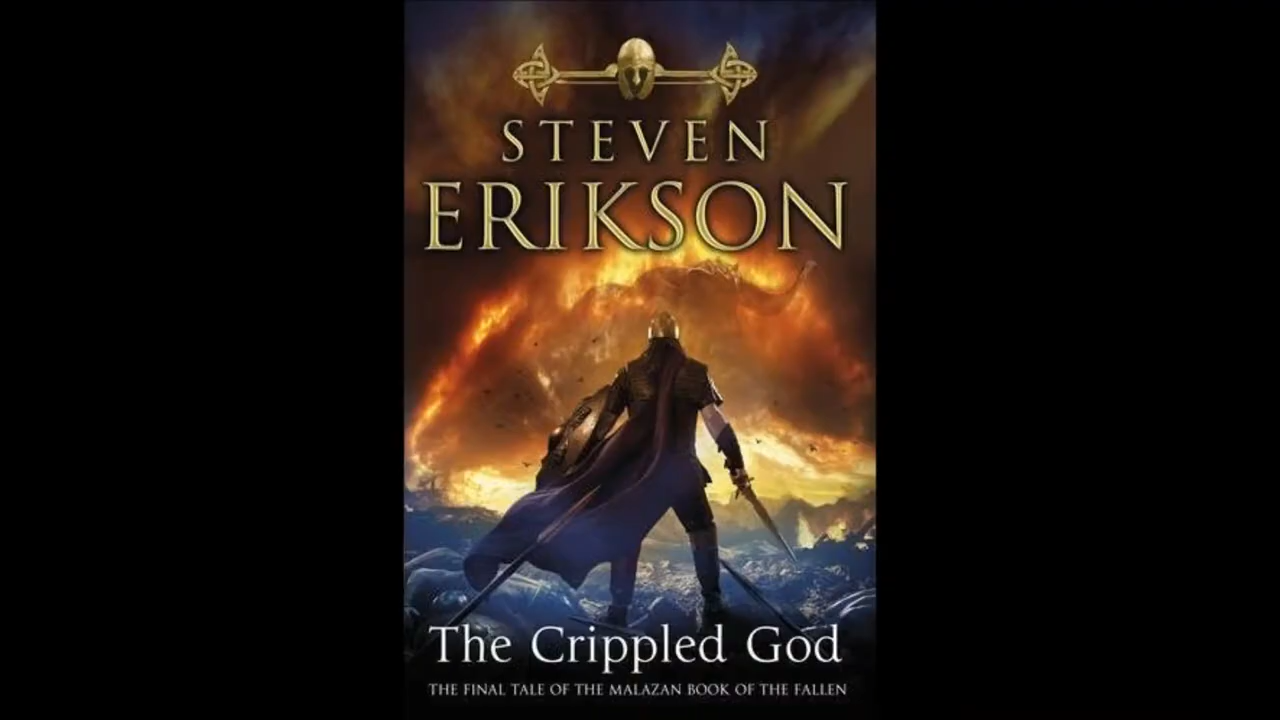 STEVEN
ERIKSON
The Crippled God
THE FINAL TALE OF THE MALAZAN BOOK OF THE FALLEN